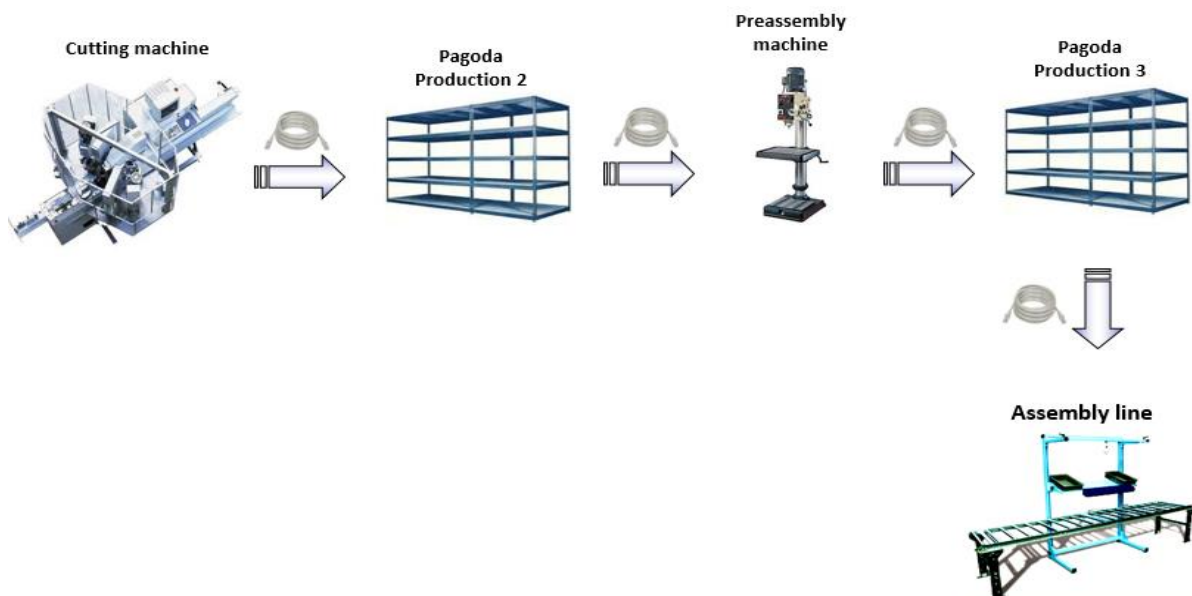 Cutting machine
Pagoda
Production 2
Preassembly
machine
Pagoda
Production 3
Assembly line